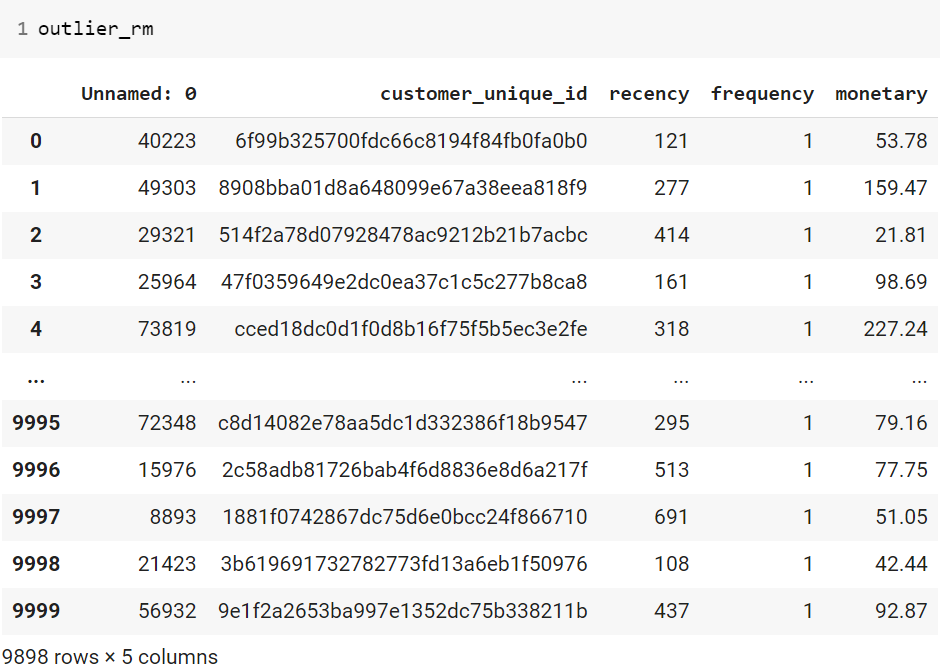 1 outlier_rm
Unnamed: 0 customer_unique_id recency frequency monetary
0 40223 6f99b325700fdc66c8194f84fb0fa0b0 121 1 53.78
1 49303 8908bba01d8a648099e67a38eea818f9 277 1 159.47
2 29321 514f2a78d07928478ac9212b21b7acbc 414 1 21.81
3 25964 47f0359649e2dc0ea37c1c5c277b8ca8 161 1 98.69
4 73819 cced18dc0d1f0d8b16f75f5b5ec3e2fe 318 1 227.24
... ... ... ... ... ...
9995 72348 c8d14082e78aa5dc1d332386f18b9547 295 1 79.16
9996 15976 2c58adb81726bab4f6d8836e8d6a217f 513 1 77.75
9997 8893 1881f0742867dc75d6e0bcc24f866710 691 1 51.05
9998 21423 3b619691732782773fd13a6eb1f50976 108 1 42.44
9999 56932 9e1f2a2653ba997e1352dc75b338211b 437 1 92.87
9898 rows × 5 columns